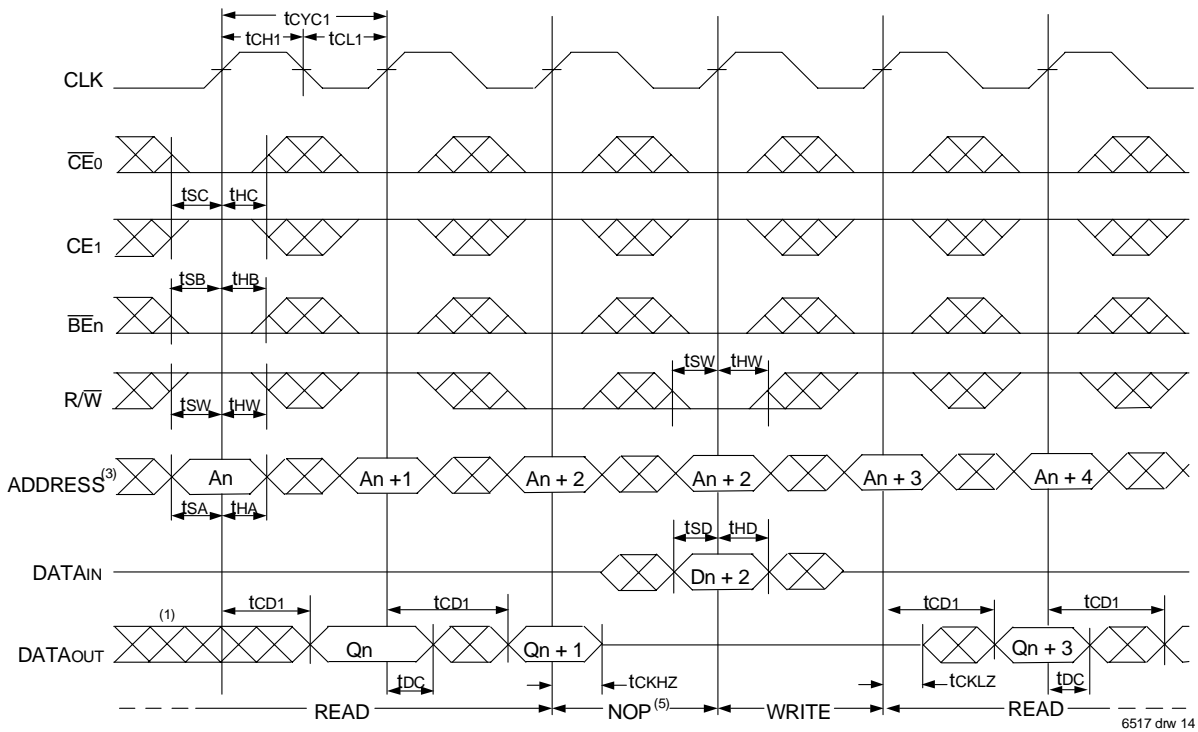 tCYC1
tCH1 tCL1
CLK
CE0
tSC tHC
CE1
tSB tHB
BEn
tSW tHW
R/W
tSW tHW
ADDRESS(3) An An +1 An + 2 An + 2 An + 3 An + 4
tSA tHA
tSD tHD
DATAIN Dn + 2
(1) tCD1 tCD1 tCD1 tCD1
DATAOUT Qn Qn + 1 Qn + 3
tDC tCKHZ tCKLZ tDC
READ NOP(5) WRITE READ
6517 drw 14